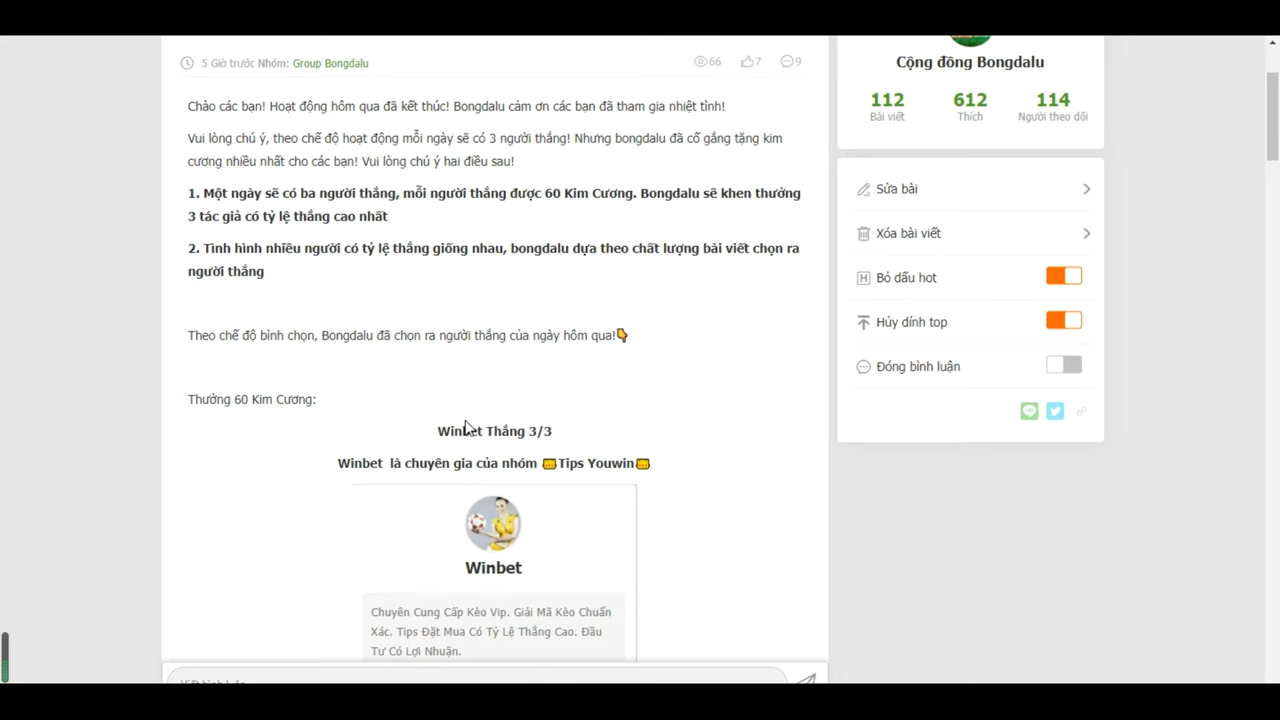 5 Giờ trước Nhóm: Group Bongdalu
66
7
9
Chào các bạn! Hoạt động hôm qua đã kết thúc! Bongdalu cảm ơn các bạn đã tham gia nhiệt tình!
Vui lòng chú ý, theo chế độ hoạt động mỗi ngày sẽ có 3 người thắng! Nhưng bongdalu đã cố gắng tặng kim
cương nhiều nhất cho các bạn! Vui lòng chú ý hai điều sau!
1. Một ngày sẽ có ba người thắng, mỗi người thắng được 60 Kim Cương. Bongdalu sẽ khen thưởng
3 tác giả có tỷ lệ thắng cao nhất
2. Tình hình nhiều người có tỷ lệ thắng giống nhau, bongdalu dựa theo chất lượng bài viết chọn ra
người thắng
Theo chế độ bình chọn, Bongdalu đã chọn ra người thắng của ngày hôm qua!👇
Thưởng 60 Kim Cương:
Winbet Thắng 3/3
Winbet là chuyên gia của nhóm Tips Youwin
Winbet
Chuyên Cung Cấp Kèo Vip. Giải Mã Kèo Chuẩn
Xác. Tips Đặt Mua Có Tỷ Lệ Thắng Cao. Đầu
Tư Có Lợi Nhuận.
Cộng đồng Bongdalu
112
612
114
Bài viết
Thích
Người theo dõi
Sửa bài
Xóa bài viết
H Bỏ dấu hot
Hủy dính top
Đóng bình luận